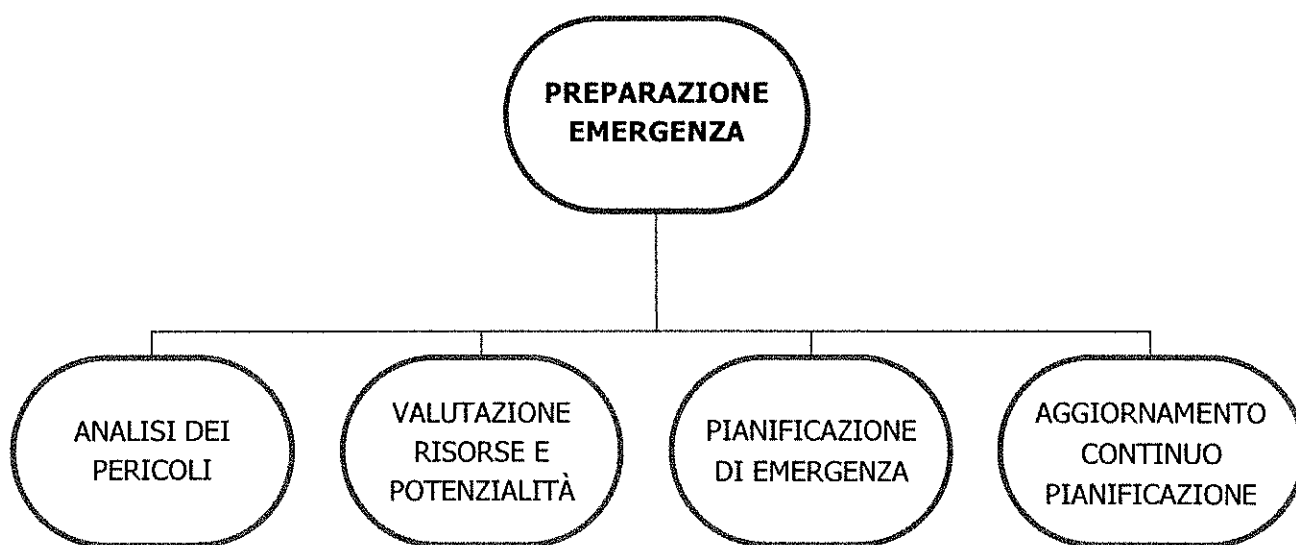 PREPARAZIONE
EMERGENZA
ANALISI DEI
PERICOLI
VALUTAZIONE
RISORSE E
POTENZIALITÀ
PIANIFICAZIONE
DI EMERGENZA
AGGIORNAMENTO
CONTINUO
PIANIFICAZIONE